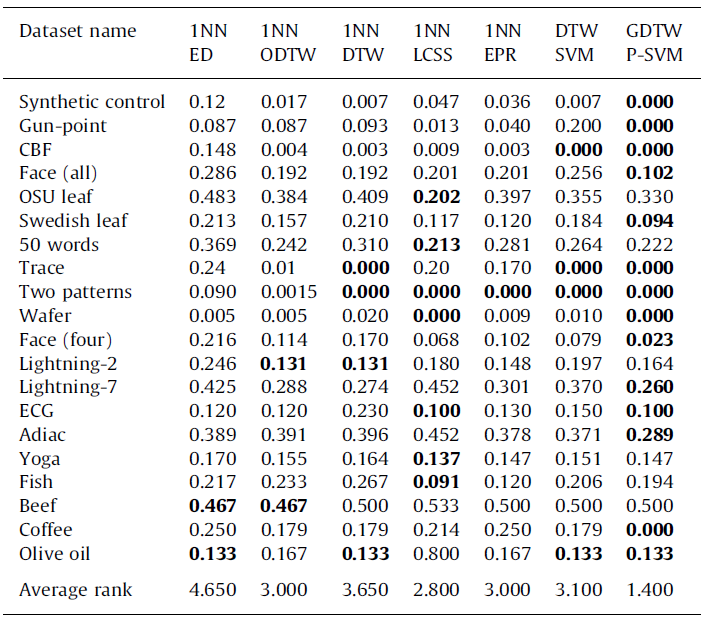 Dataset name 1NN 1NN 1NN 1NN 1NN DTW GDTW
ED ODTW DTW LCSS EPR SVM P-SVM
Synthetic control 0.12 0.017 0.007 0.047 0.036 0.007 0.000
Gun-point 0.087 0.087 0.093 0.013 0.040 0.200 0.000
CBF 0.148 0.004 0.003 0.009 0.003 0.000 0.000
Face (all) 0.286 0.192 0.192 0.201 0.201 0.256 0.102
OSU leaf 0.483 0.384 0.409 0.202 0.397 0.355 0.330
Swedish leaf 0.213 0.157 0.210 0.117 0.120 0.184 0.094
50 words 0.369 0.242 0.310 0.213 0.281 0.264 0.222
Trace 0.24 0.01 0.000 0.20 0.170 0.000 0.000
Two patterns 0.090 0.0015 0.000 0.000 0.000 0.000 0.000
Wafer 0.005 0.005 0.020 0.000 0.009 0.010 0.000
Face (four) 0.216 0.114 0.170 0.068 0.102 0.079 0.023
Lightning-2 0.246 0.131 0.131 0.180 0.148 0.197 0.164
Lightning-7 0.425 0.288 0.274 0.452 0.301 0.370 0.260
ECG 0.120 0.120 0.230 0.100 0.130 0.150 0.100
Adiac 0.389 0.391 0.396 0.452 0.378 0.371 0.289
Yoga 0.170 0.155 0.164 0.137 0.147 0.151 0.147
Fish 0.217 0.233 0.267 0.091 0.120 0.206 0.194
Beef 0.467 0.467 0.500 0.533 0.500 0.500 0.500
Coffee 0.250 0.179 0.179 0.214 0.250 0.179 0.000
Olive oil 0.133 0.167 0.133 0.800 0.167 0.133 0.133
Average rank 4.650 3.000 3.650 2.800 3.000 3.100 1.400